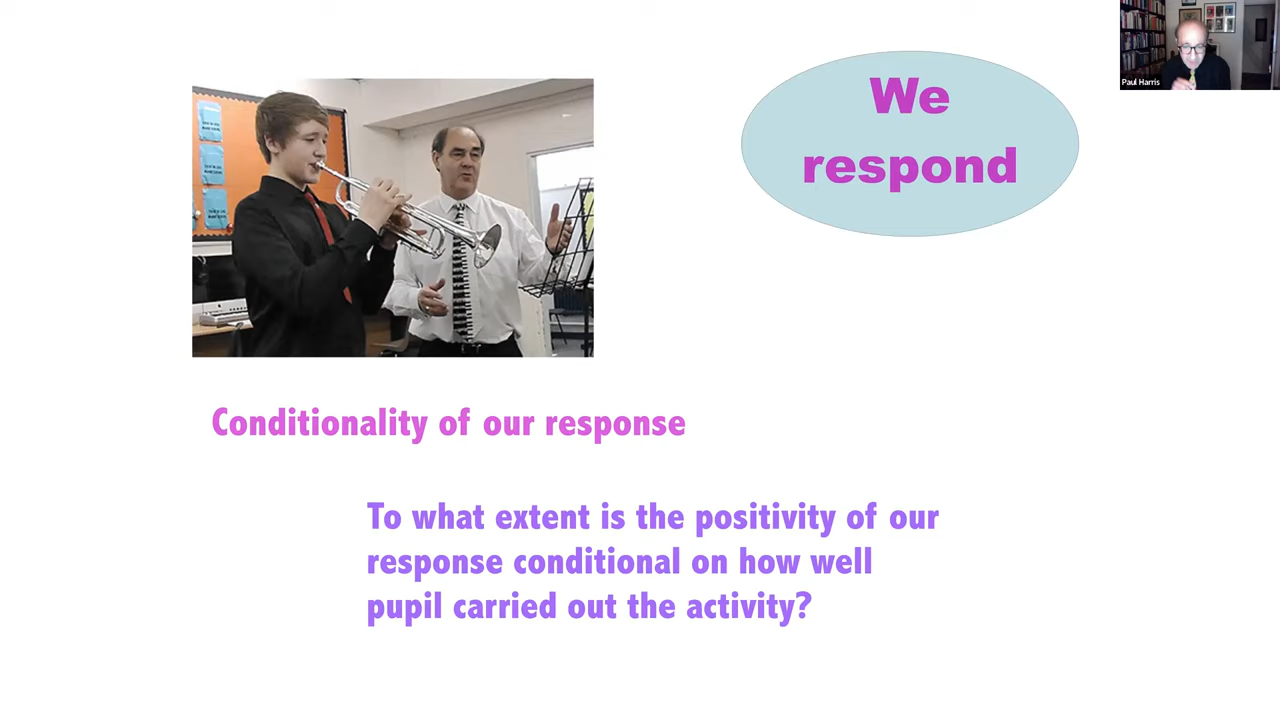 We
respond
Paul Harris
Conditionality of our response
To what extent is the positivity of our
response conditional on how well
pupil carried out the activity?